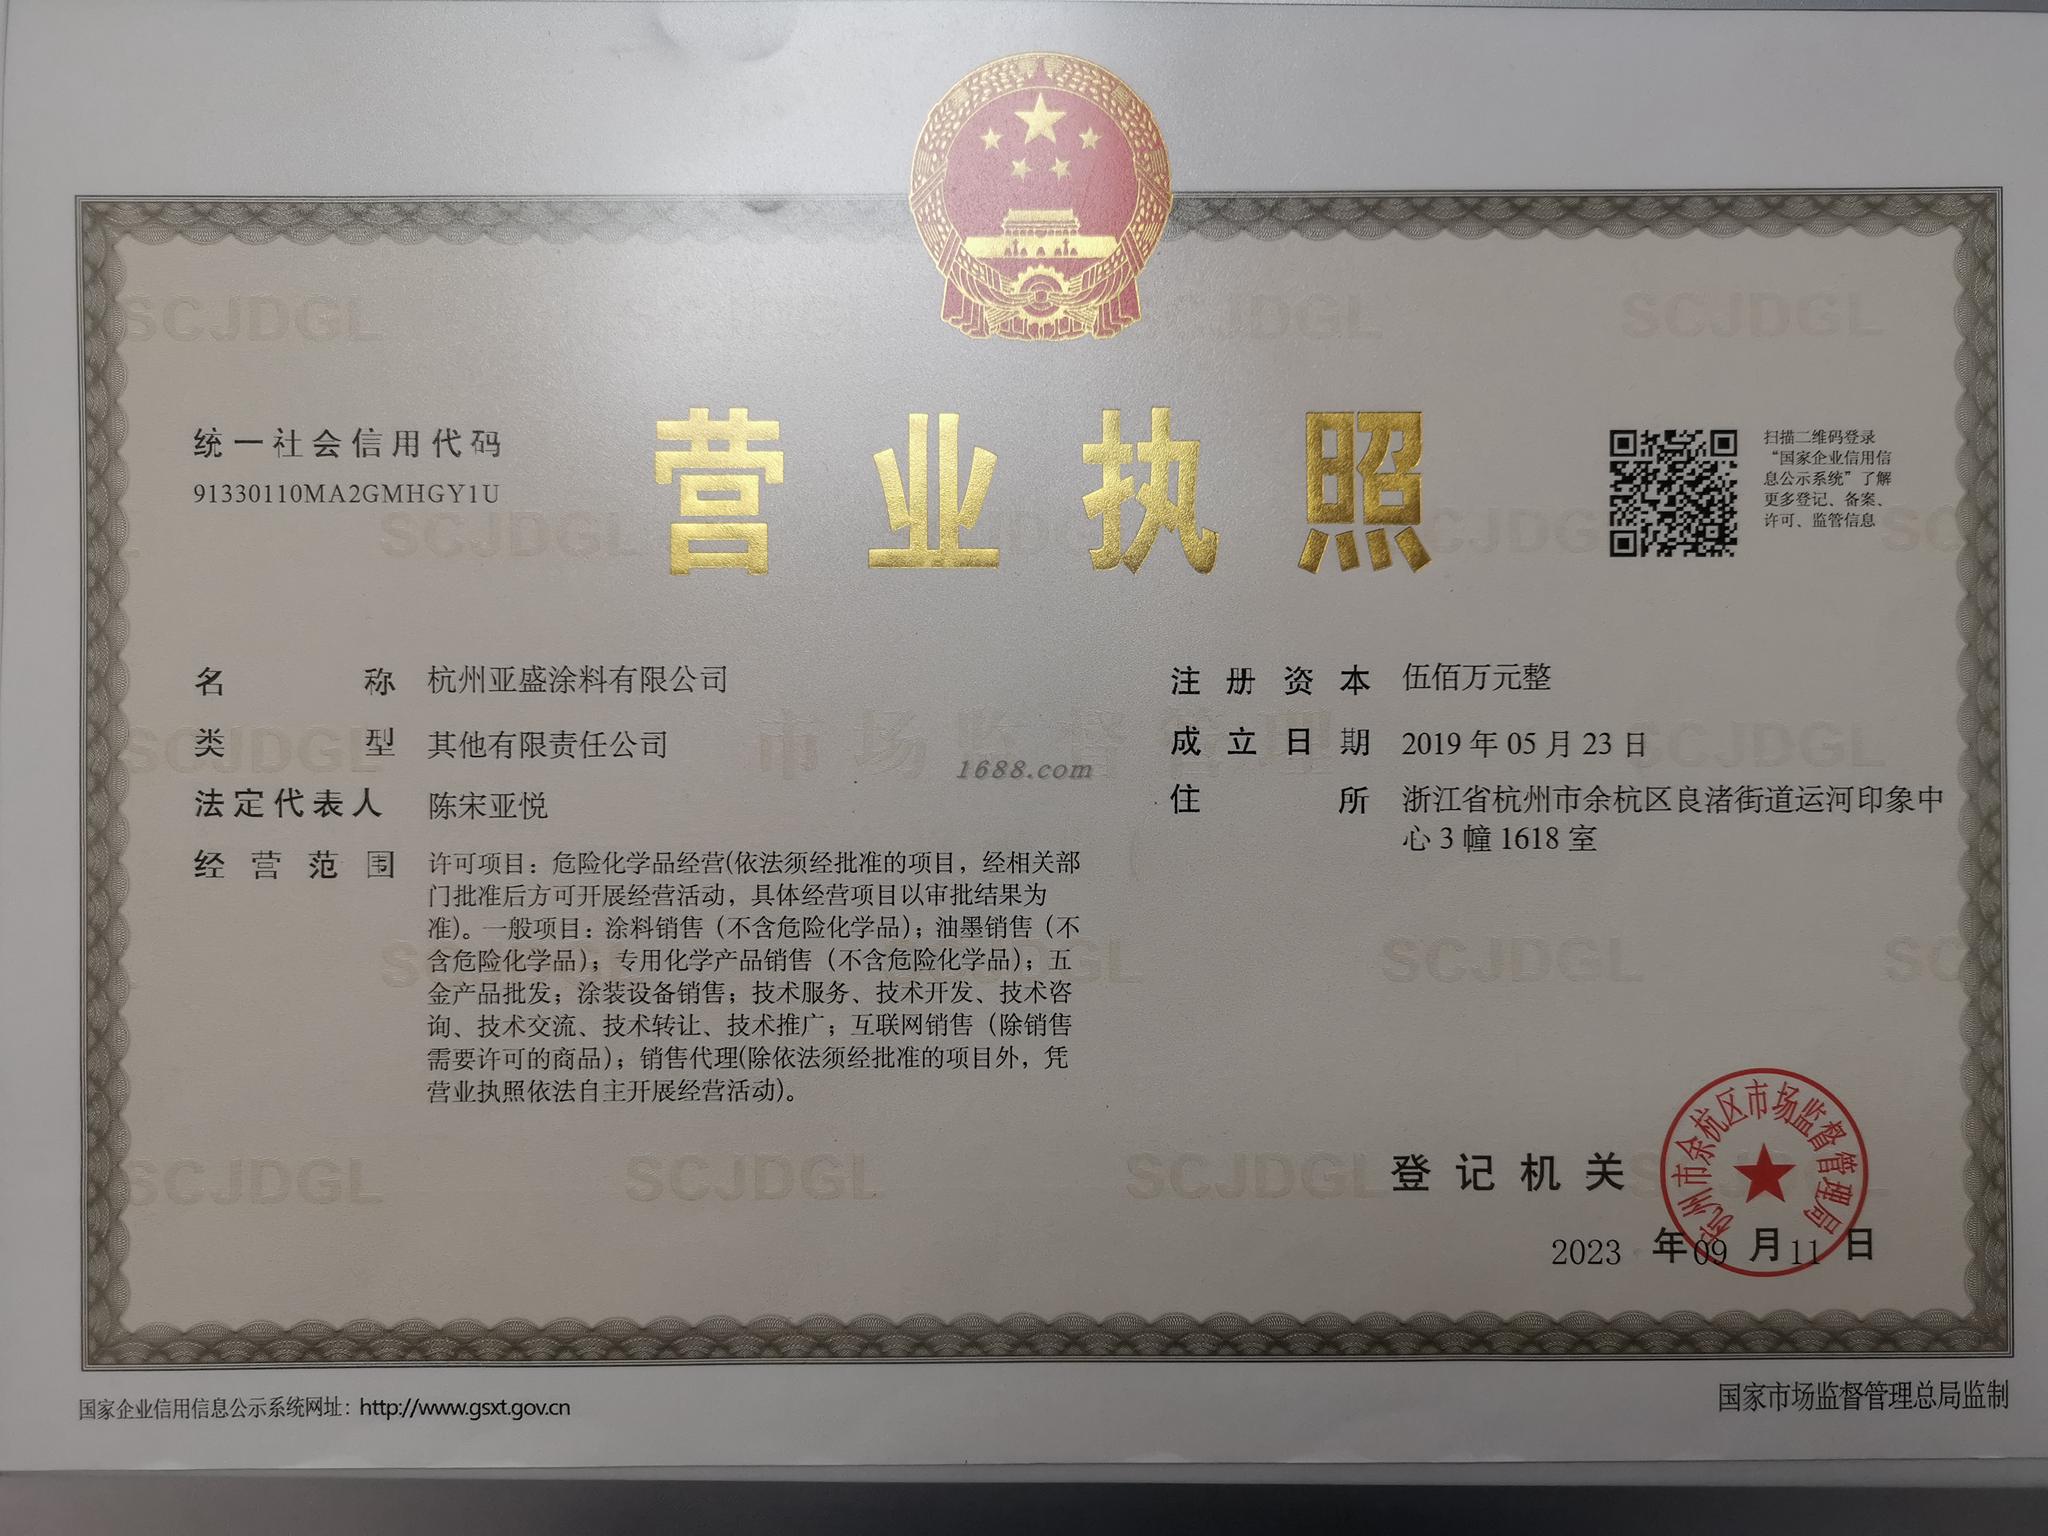 营业执照
统一社会信用代码
91330110MA2GMHGY1U
扫描二维码登录
“国家企业信用信
息公示系统”了解
更多登记、备案、
许可、监管信息
名称 杭州亚盛涂料有限公司
类型 其他有限责任公司
法定代表人 陈宋亚悦
经营范围 许可项目：危险化学品经营(依法须经批准的项目，经相关部
门批准后方可开展经营活动，具体经营项目以审批结果为
准)。一般项目：涂料销售（不含危险化学品）；油墨销售（不
含危险化学品）；专用化学产品销售（不含危险化学品）；五
金产品批发；涂装设备销售；技术服务、技术开发、技术咨
询、技术交流、技术转让、技术推广；互联网销售（除销售
需要许可的商品）；销售代理(除依法须经批准的项目外，凭
营业执照依法自主开展经营活动)。
注册资本 伍佰万元整
成立日期 2019年05月23日
住所 浙江省杭州市余杭区良渚街道运河印象中
心3幢1618室
1688.com
市场监督管理
SCJDGL
SCJDGL
SCJDGL
SCJDGL
SCJDGL
SCJDGL
SCJDGL
SCJDGL
SCJDGL
登记机关
杭州市余杭区市场监督管理局
2023年09月11日
国家企业信用信息公示系统网址：http://www.gsxt.gov.cn
国家市场监督管理总局监制